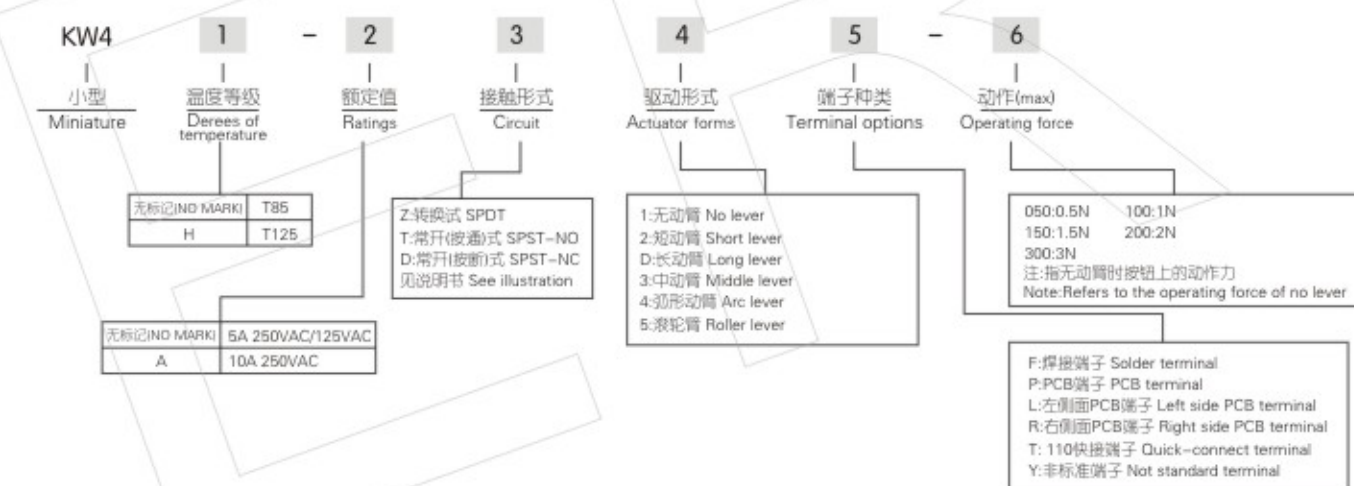 KW4 1 - 2 3 4 5 - 6
小型 温度等级 额定值 接触形式 驱动形式 端子种类 动作(max)
Miniature Derees of Ratings Circuit Actuator forms Terminal options Operating force
temperature
无标记(NO MARK) T85
H T125
无标记(NO MARK) 5A 250VAC/125VAC
A 10A 250VAC
Z:转换试 SPDT
T:常开(按通)式 SPST-NO
D:常开(按断)式 SPST-NC
见说明书 See illustration
1:无动臂 No lever
2:短动臂 Short lever
D:长动臂 Long lever
3:中动臂 Middle lever
4:弧形动臂 Arc lever
5:滚轮臂 Roller lever
050:0.5N 100:1N
150:1.5N 200:2N
300:3N
注:指无动臂时按钮上的动作力
Note:Refers to the operating force of no lever
F:焊接端子 Solder terminal
P:PCB端子 PCB terminal
L:左侧面PCB端子 Left side PCB terminal
R:右侧面PCB端子 Right side PCB terminal
T: 110快接端子 Quick-connect terminal
Y:非标准端子 Not standard terminal